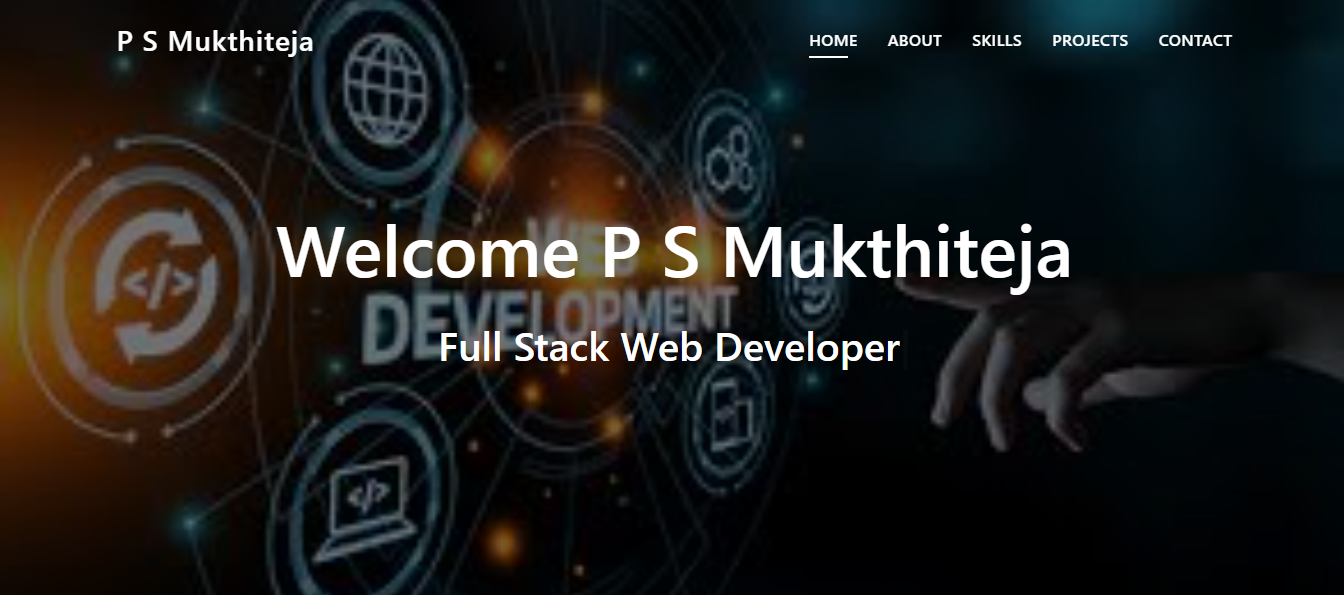 P S Mukthiteja
HOME ABOUT SKILLS PROJECTS CONTACT
WEB
Welcome P S Mukthiteja
DEVELOPMENT
Full Stack Web Developer